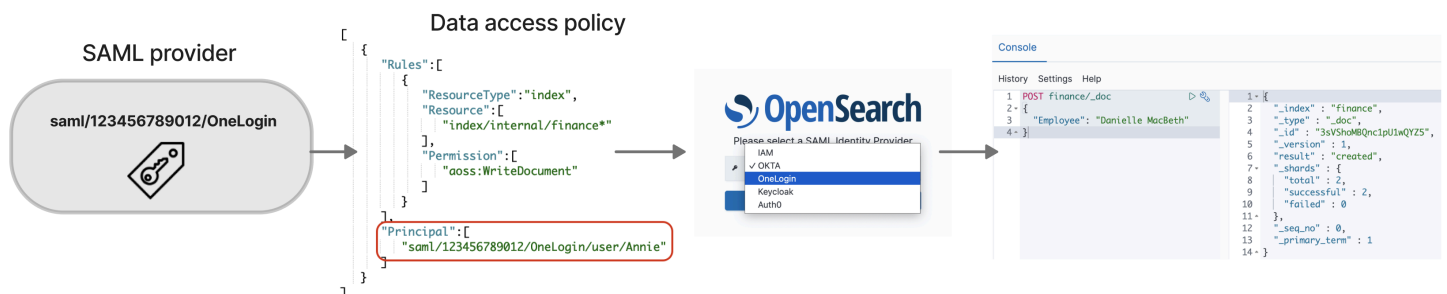 SAML provider
saml/123456789012/OneLogin
Data access policy
[
{
"Rules":[
{
"ResourceType":"index",
"Resource":[
"index/internal/finance*"
],
"Permission":[
"aoss:WriteDocument"
]
}
],
"Principal":[
"saml/123456789012/OneLogin/user/Annie"
]
}
]
OpenSearch
Please select a SAML Identity Provider
IAM
✓ OKTA
OneLogin
Keycloak
Auth0
Console
History Settings Help
1 POST finance/_doc
2 {
3 "Employee": "Danielle MacBeth"
4 }
1 {
2 "_index" : "finance",
3 "_type" : "_doc",
4 "_id" : "3sVShoMBQnc1pU1wQYZ5",
5 "_version" : 1,
6 "result" : "created",
7 "_shards" : {
8 "total" : 2,
9 "successful" : 2,
10 "failed" : 0
11 },
12 "_seq_no" : 0,
13 "_primary_term" : 1
14 }